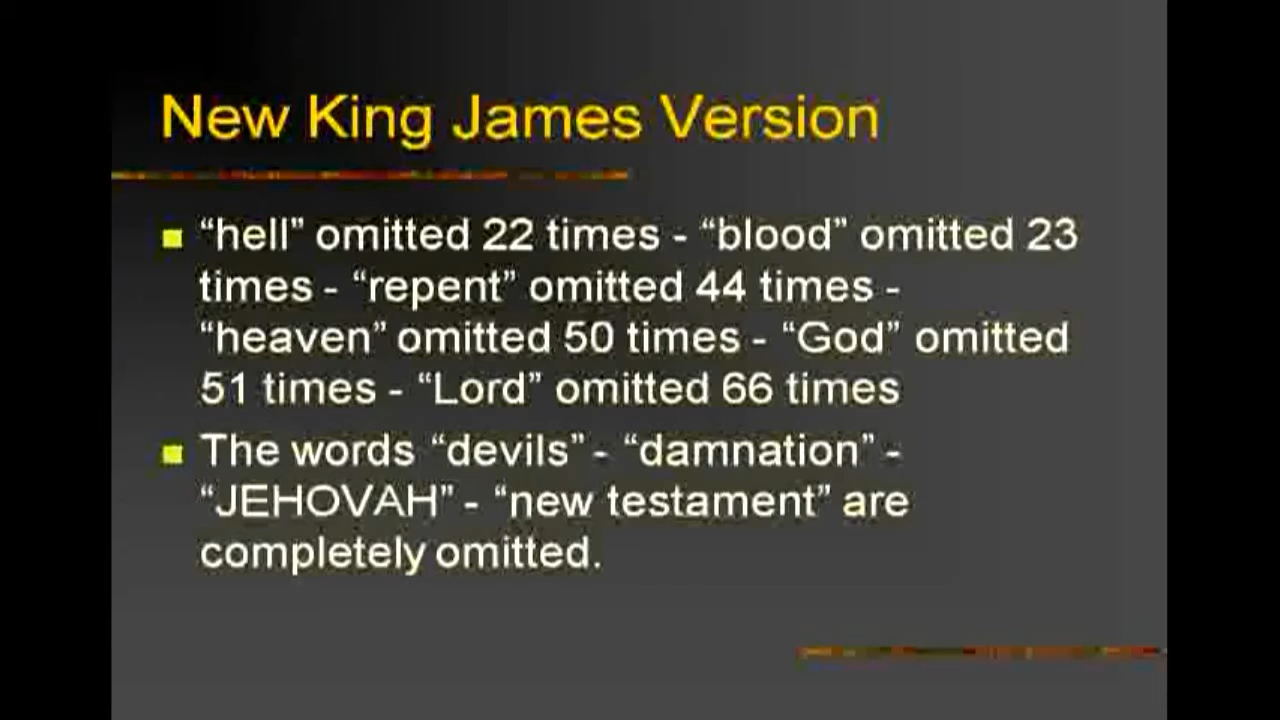 New King James Version
“hell” omitted 22 times - “blood” omitted 23
times - “repent” omitted 44 times -
“heaven” omitted 50 times - “God” omitted
51 times - “Lord” omitted 66 times
The words “devils” - “damnation” -
“JEHOVAH” - “new testament” are
completely omitted.